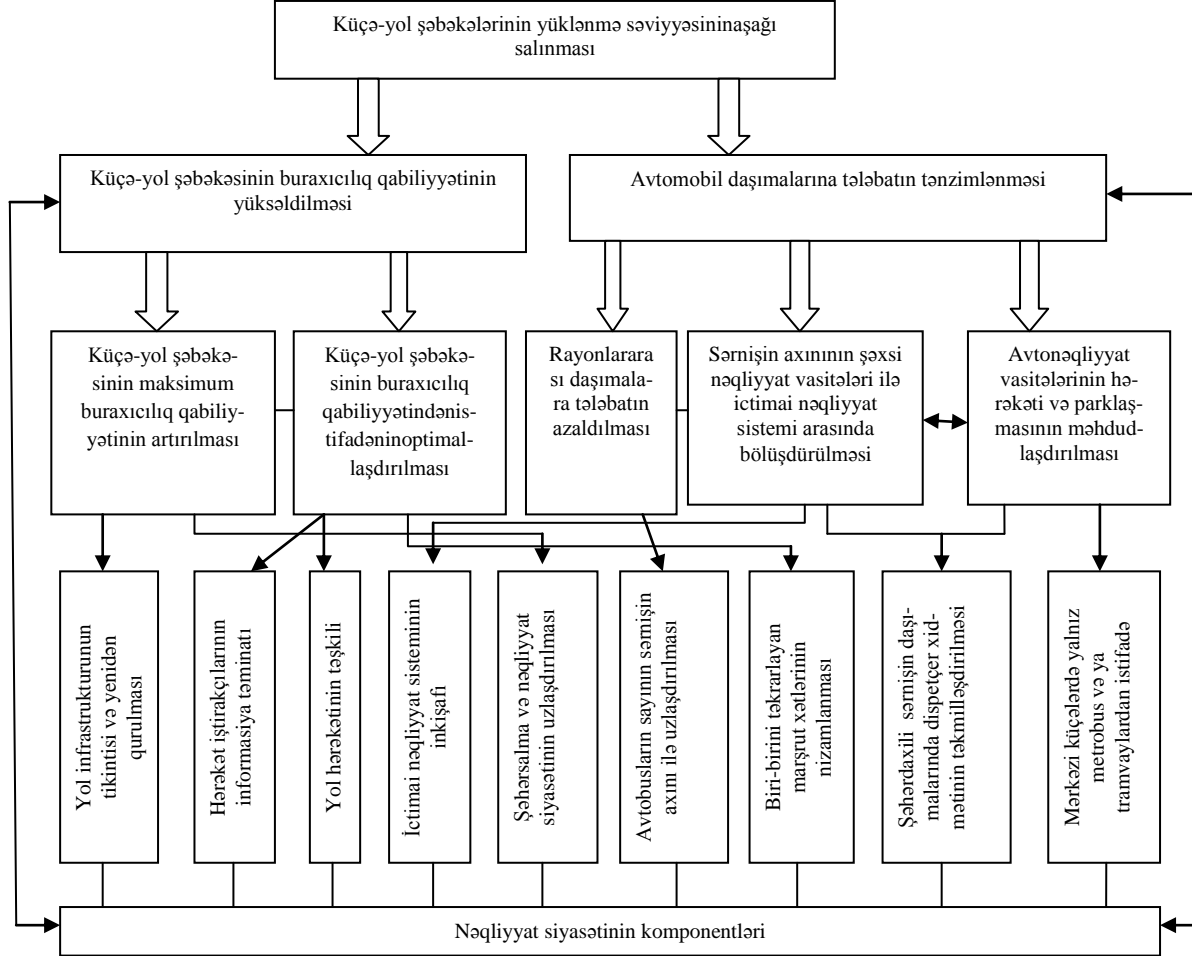 Küçə-yol şəbəkələrinin yüklənmə səviyyəsininaşağı
salınması
Küçə-yol şəbəkəsinin buraxıcılıq qabiliyyətinin
yüksəldilməsi
Avtomobil daşımalarına tələbatın tənzimlənməsi
Küçə-yol şəbəkə-
sinin maksimum
buraxıcılıq qabiliy-
yətinin artırılması
Küçə-yol şəbəkə-
sinin buraxıcılıq
qabiliyyətindənis-
tifadəninoptimal-
laşdırılması
Rayonlarara
sı daşımala-
ra tələbatın
azaldılması
Sərnişin axınının şəxsi
nəqliyyat vasitələri ilə
ictimai nəqliyyat
sistemi arasında
bölüşdürülməsi
Avtonəqliyyat
vasitələrinin hə-
rəkəti və parklaş-
masının məhdud-
laşdırılması
Yol infrastrukturunun
tikintisi və yenidən
qurulması
Hərəkət iştirakçılarının
informasiya təminatı
Yol hərəkətinin təşkili
İctimai nəqliyyat sisteminin
inkişafı
Şəhərsalma və nəqliyyat
siyasətinin uzlaşdırılması
Avtobusların sayının sərnişin
axını ilə uzlaşdırılması
Biri-birini təkrarlayan
marşrut xətlərinin
nizamlanması
Şəhərdaxili sərnişin daşı-
malarında dispetçer xid-
mətinin təkmilləşdirilməsi
Mərkəzi küçələrdə yalnız
metrobus və ya
tramvaylardan istifadə
Nəqliyyat siyasətinin komponentləri